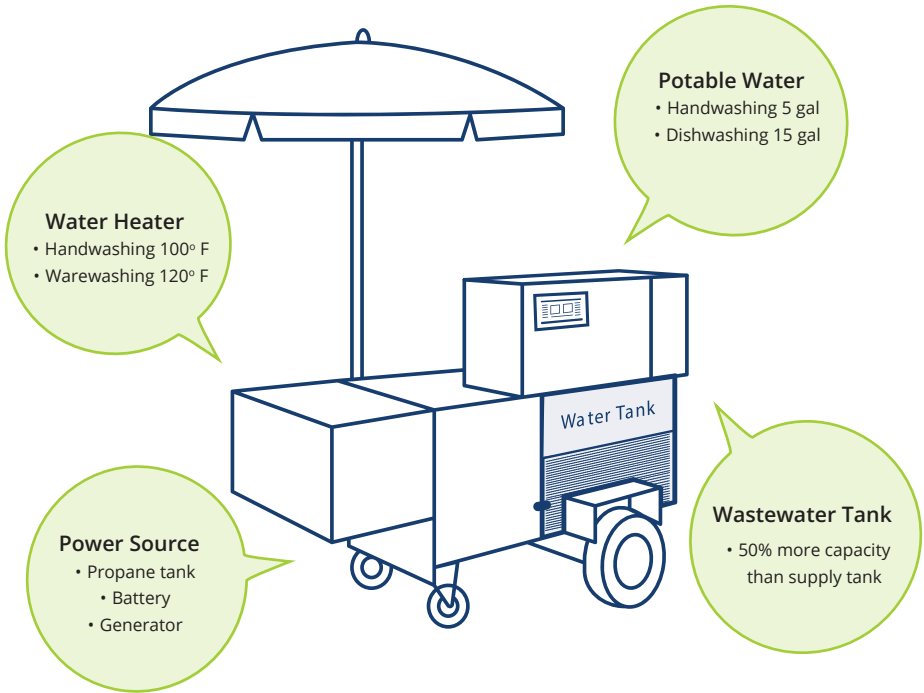 Potable Water
• Handwashing 5 gal
• Dishwashing 15 gal
Water Heater
• Handwashing 100º F
• Warewashing 120º F
Water Tank
Wastewater Tank
• 50% more capacity
than supply tank
Power Source
• Propane tank
• Battery
• Generator